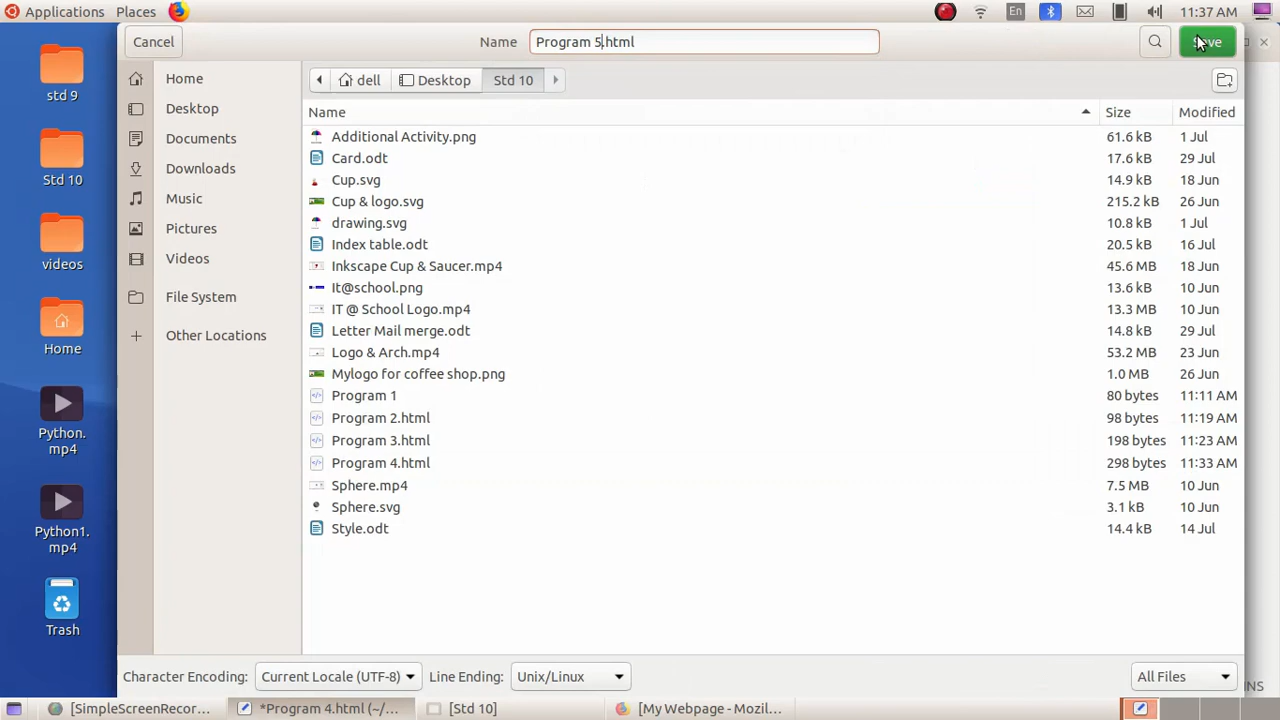 Applications Places En 11:37 AM
Cancel Name Program 5.html Save
dell Desktop Std 10
Name Size Modified
Additional Activity.png 61.6 kB 1 Jul
Card.odt 17.6 kB 29 Jul
Cup.svg 14.9 kB 18 Jun
Cup & logo.svg 215.2 kB 26 Jun
drawing.svg 10.8 kB 1 Jul
Index table.odt 20.5 kB 16 Jul
Inkscape Cup & Saucer.mp4 45.6 MB 18 Jun
It@school.png 13.6 kB 10 Jun
IT @ School Logo.mp4 13.3 MB 10 Jun
Letter Mail merge.odt 14.8 kB 29 Jul
Logo & Arch.mp4 53.2 MB 23 Jun
Mylogo for coffee shop.png 1.0 MB 26 Jun
Program 1 80 bytes 11:11 AM
Program 2.html 98 bytes 11:19 AM
Program 3.html 198 bytes 11:23 AM
Program 4.html 298 bytes 11:33 AM
Sphere.mp4 7.5 MB 10 Jun
Sphere.svg 3.1 kB 10 Jun
Style.odt 14.4 kB 14 Jul
Home
Desktop
Documents
Downloads
Music
Pictures
Videos
File System
Other Locations
std 9
Std 10
videos
Home
Python.
mp4
Python1.
mp4
Trash
Character Encoding: Current Locale (UTF-8) Line Ending: Unix/Linux All Files
INS
[SimpleScreenRecor... *Program 4.html (~/... [Std 10] [My Webpage - Mozil...